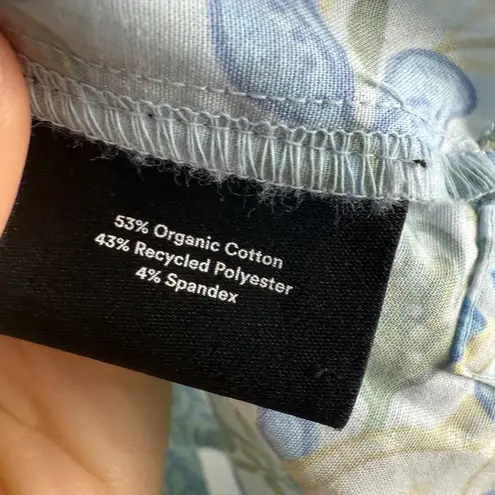 53% Organic Cotton
43% Recycled Polyester
4% Spandex